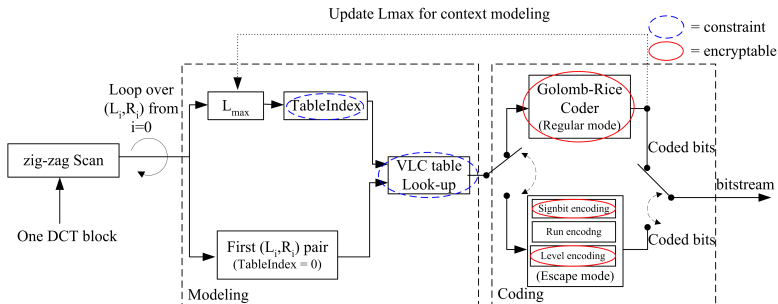 Update Lmax for context modeling
= constraint
= encryptable
Loop over
(Li,Ri) from
i=0
Lmax
TableIndex
Golomb-Rice
Coder
(Regular mode)
zig-zag Scan
VLC table
Look-up
Coded bits
bitstream
One DCT block
First (Li,Ri) pair
(TableIndex = 0)
Signbit encoding
Run encodng
Level encoding
(Escape mode)
Coded bits
Modeling
Coding